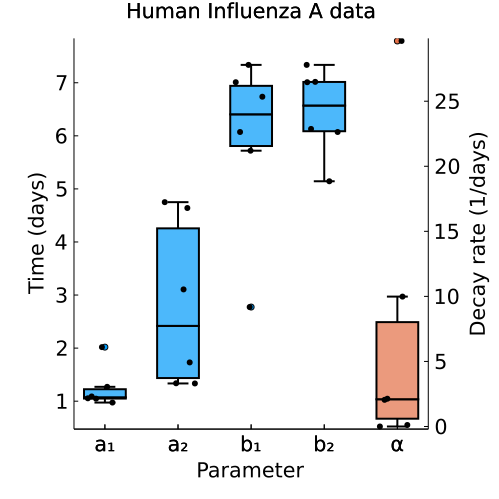 Human Influenza A data
Time (days)
7
6
5
4
3
2
1
25
20
15
10
5
0
Decay rate (1/days)
a₁ a₂ b₁ b₂ α
Parameter